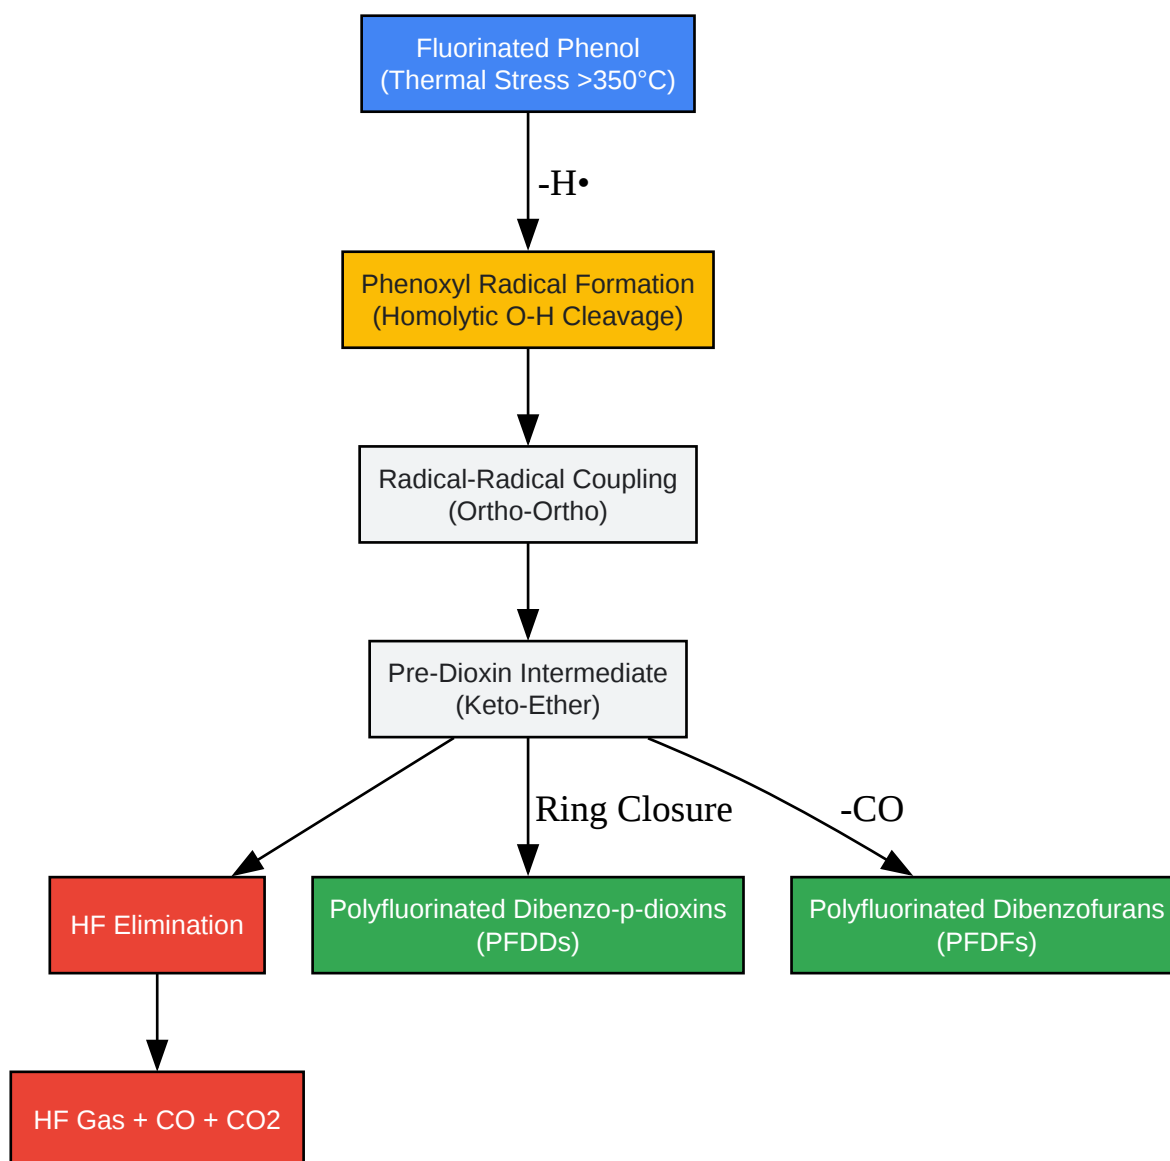 Fluorinated Phenol
(Thermal Stress >350°C)
-H•
Phenoxyl Radical Formation
(Homolytic O-H Cleavage)
Radical-Radical Coupling
(Ortho-Ortho)
Pre-Dioxin Intermediate
(Keto-Ether)
Ring Closure
-CO
HF Elimination
Polyfluorinated Dibenzo-p-dioxins
(PFDDs)
Polyfluorinated Dibenzofurans
(PFDFs)
HF Gas + CO + CO2